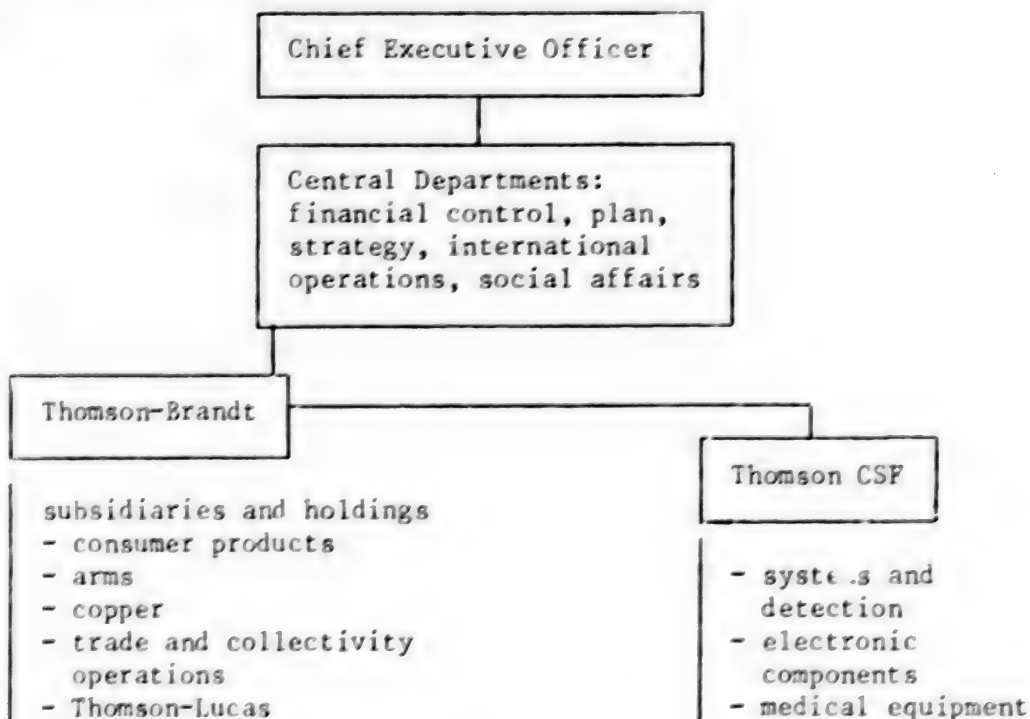 Chief Executive Officer
Central Departments:
financial control, plan,
strategy, international
operations, social affairs
Thomson-Brandt
subsidiaries and holdings
- consumer products
- arms
- copper
- trade and collectivity
operations
- Thomson-Lucas
Thomson CSF
- and
detection
- electronic
components
- medical equipment